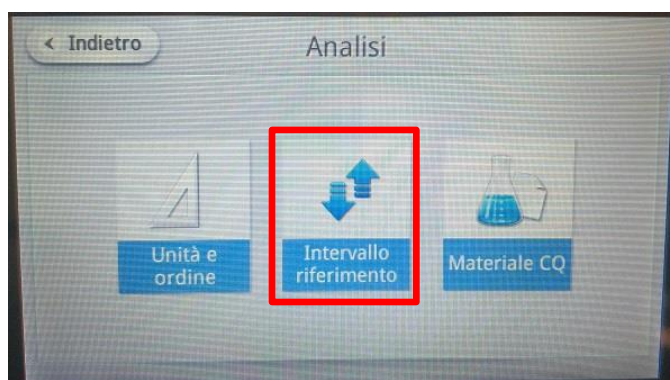 < Indietro
Analisi
Unità e
ordine
Intervallo
riferimento
Materiale CQ